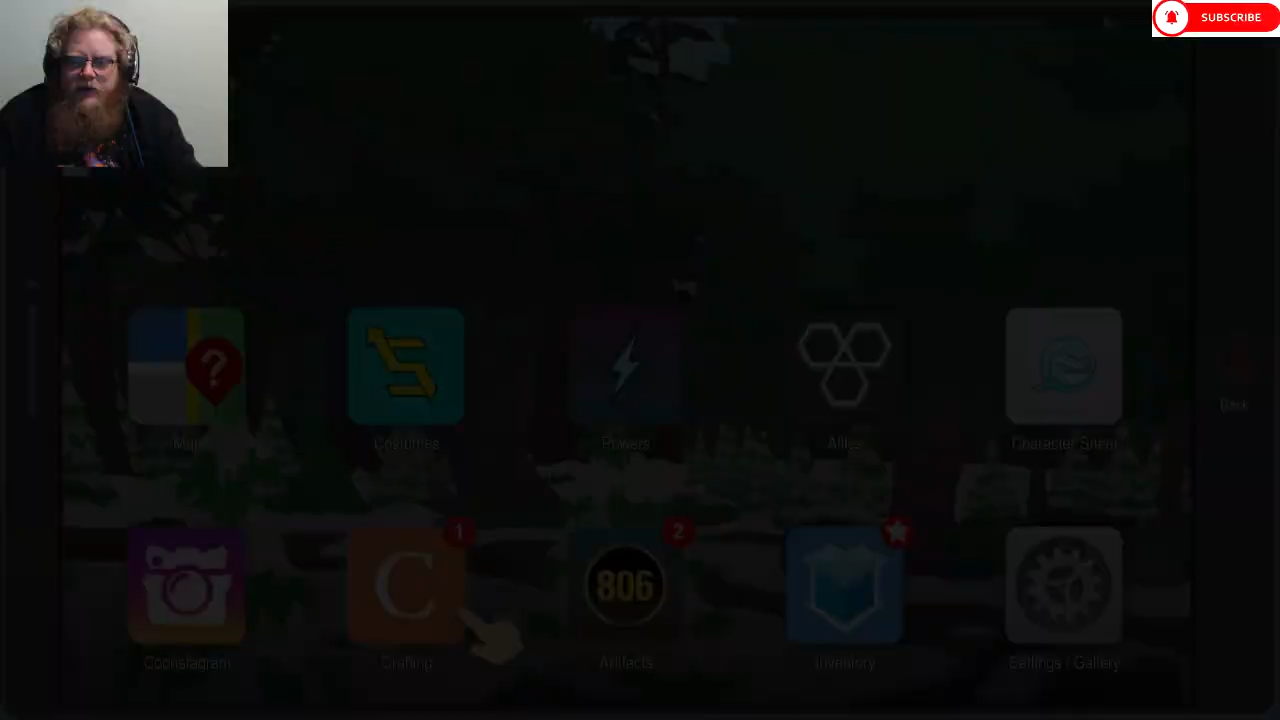 SUBSCRIBE
?
Map
Costumes
Powers
Allies
Character Sheet
Back
1
2
C
806
Coonstagram
Crafting
Artifacts
Inventory
Settings / Gallery